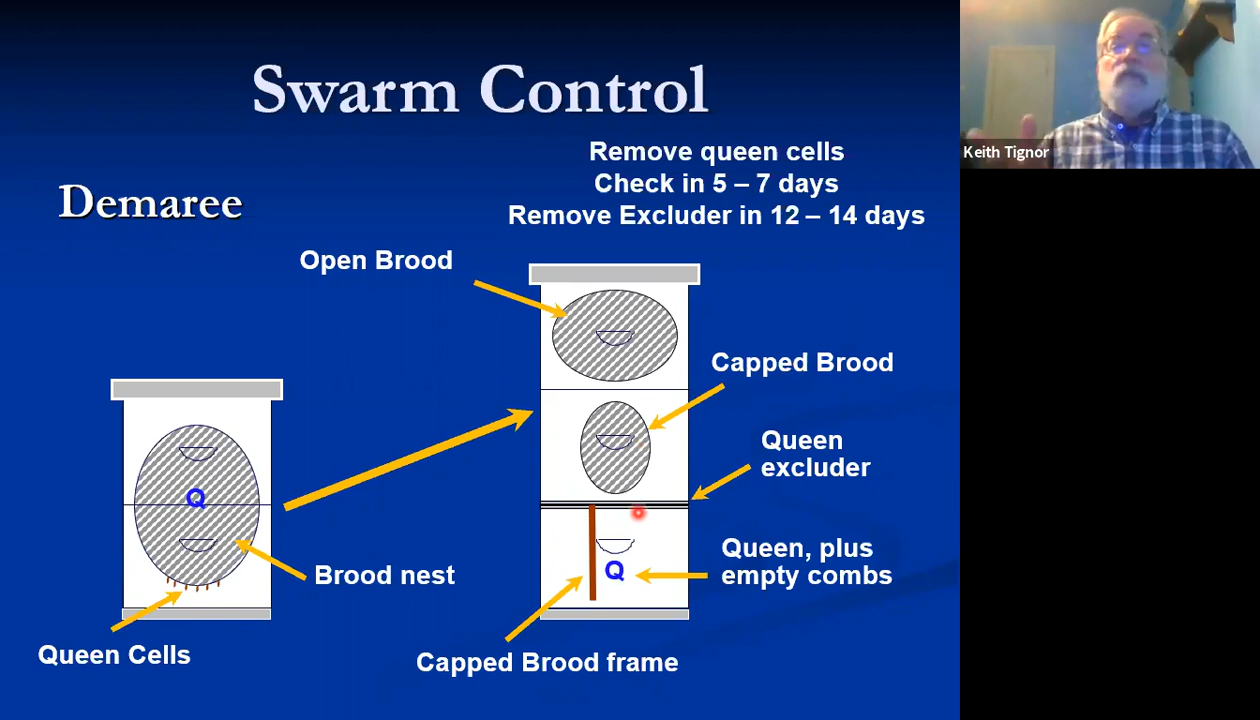 Swarm Control
Remove queen cells
Check in 5 – 7 days
Remove Excluder in 12 – 14 days
Keith Tignor
Demaree
Open Brood
Capped Brood
Queen
excluder
Q
Brood nest
Queen, plus
empty combs
Q
Queen Cells
Capped Brood frame